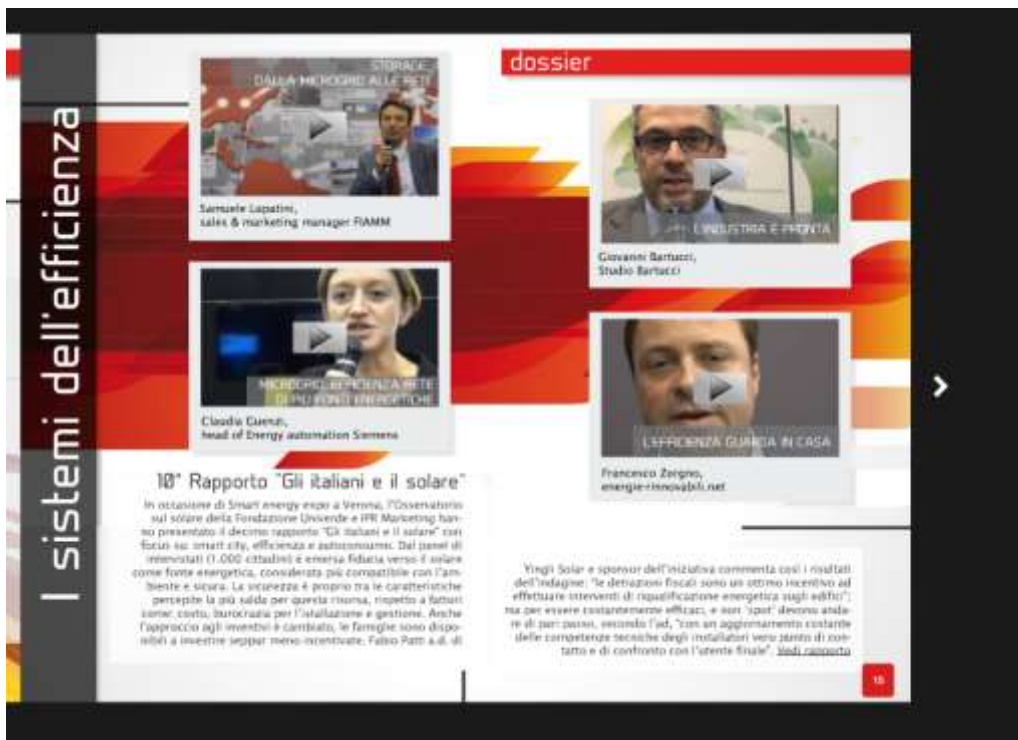 I sistemi dell'efficienza
dossier
STORAGE,
DALLA MICROGRID ALLE RETI
Samuele Lapatini,
sales & marketing manager FIAMM
MICROGRID, EFFICIENZA RETE
DI PIÙ FONTI ENERGETICHE
Claudia Guenzi,
head of Energy automation Siemens
L'INDUSTRIA È PRONTA
Giovanni Bartucci,
Studio Bartucci
L'EFFICIENZA GUARDA IN CASA
Francesco Zorgno,
energie-rinnovabili.net
10° Rapporto "Gli italiani e il solare"
In occasione di Smart energy expo a Verona, l'Osservatorio
sul solare della Fondazione Univerde e IPR Marketing han-
no presentato il decimo rapporto "Gli italiani e il solare" con
focus su: smart city, efficienza e autoconsumo. Dal panel di
intervistati (1.000 cittadini) è emersa fiducia verso il solare
come fonte energetica, considerata più compatibile con l'am-
biente e sicura. La sicurezza è proprio tra le caratteristiche
percepite la più salda per questa risorsa, rispetto a fattori
come: costo, burocrazia per l'istallazione e gestione. Anche
l'approccio agli inventivi è cambiato, le famiglie sono dispo-
nibili a investire seppur meno incentivate. Fabio Patti a.d. di
Yingli Solar e sponsor dell'iniziativa commenta così i risultati
dell'indagine: "le detrazioni fiscali sono un ottimo incentivo ad
effettuare interventi di riqualificazione energetica sugli edifici";
ma per essere costantemente efficaci, e non 'spot' devono anda-
re di pari passo, secondo l'ad, "con un aggiornamento costante
delle competenze tecniche degli installatori vero punto di con-
tatto e di confronto con l'utente finale". Vedi rapporto
15